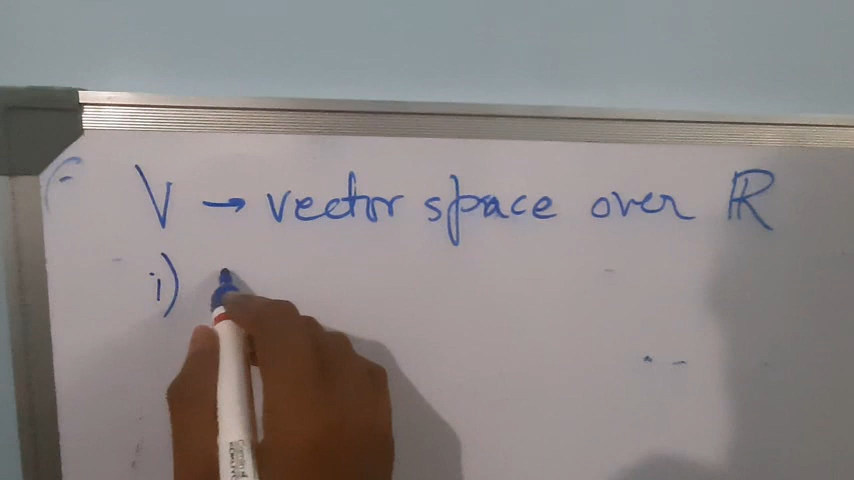 V → vector space over ℝ
i)